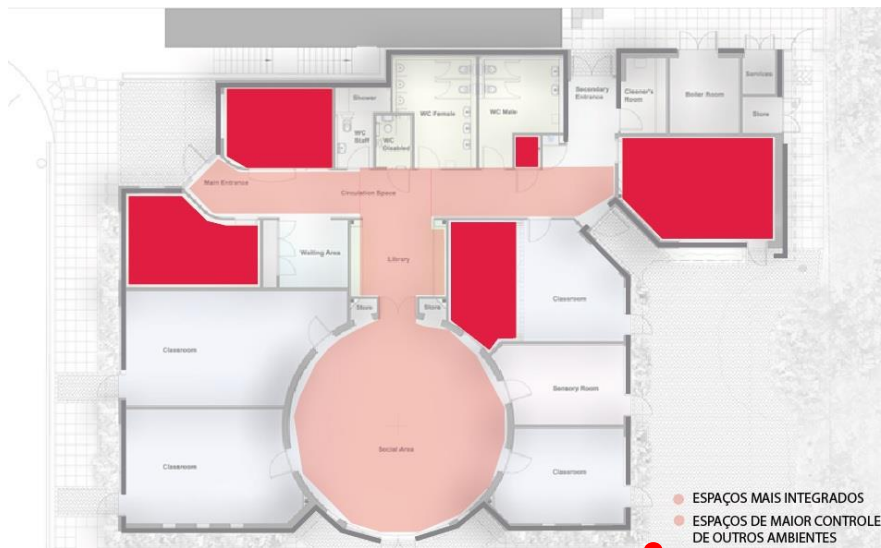 Services
Shower
Cleaner's
Room
Boiler Room
Secondary
Entrance
Store
WC Female
WC Male
WC
Staff
WC
Disabled
Main Entrance
Circulation Space
Waiting Area
Library
Store
Store
Classroom
Classroom
Sensory Room
Social Area
Classroom
Classroom
ESPAÇOS MAIS INTEGRADOS
ESPAÇOS DE MAIOR CONTROLE
DE OUTROS AMBIENTES